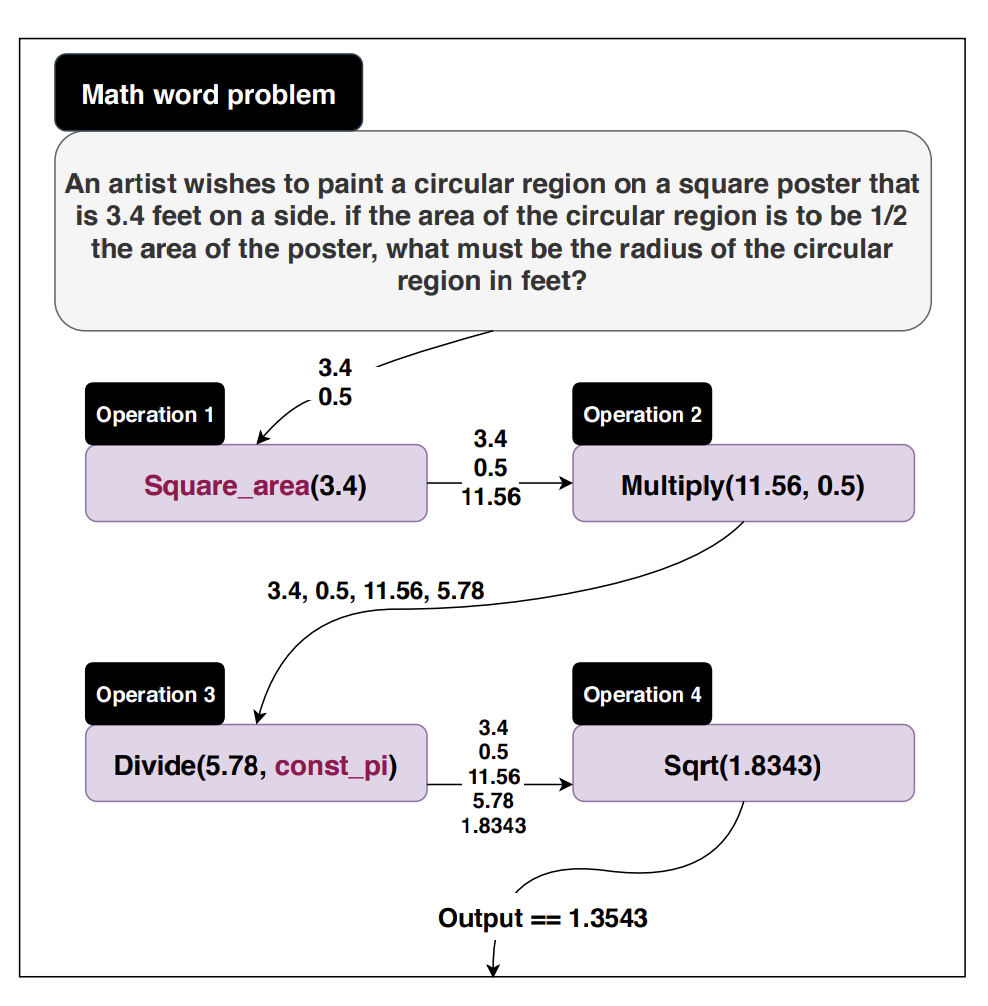 Math word problem
An artist wishes to paint a circular region on a square poster that
is 3.4 feet on a side. if the area of the circular region is to be 1/2
the area of the poster, what must be the radius of the circular
region in feet?
3.4
0.5
Operation 1
Square_area(3.4)
3.4
0.5
11.56
Operation 2
Multiply(11.56, 0.5)
3.4, 0.5, 11.56, 5.78
Operation 3
Divide(5.78, const_pi)
3.4
0.5
11.56
5.78
1.8343
Operation 4
Sqrt(1.8343)
Output == 1.3543